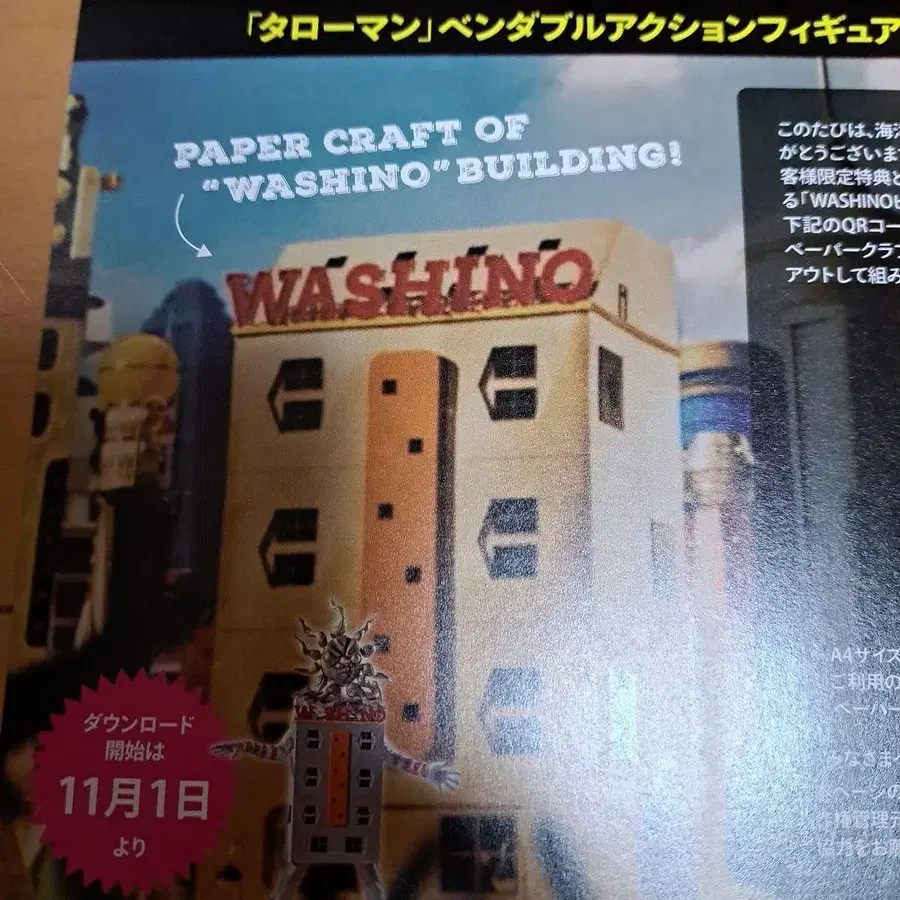 「タローマン」ベンダブルアクションフィギュア
PAPER CRAFT OF
“WASHINO” BUILDING!
WASHINO
このたびは、海洋
がとうございます
客様限定特典と
る「WASHINOビ
下記のQRコー
ペーパークラフ
アウトして組み
A4サイズ
ご利用の
ペーパー
みなさま
ページの
ダウンロード
開始は
11月1日
より